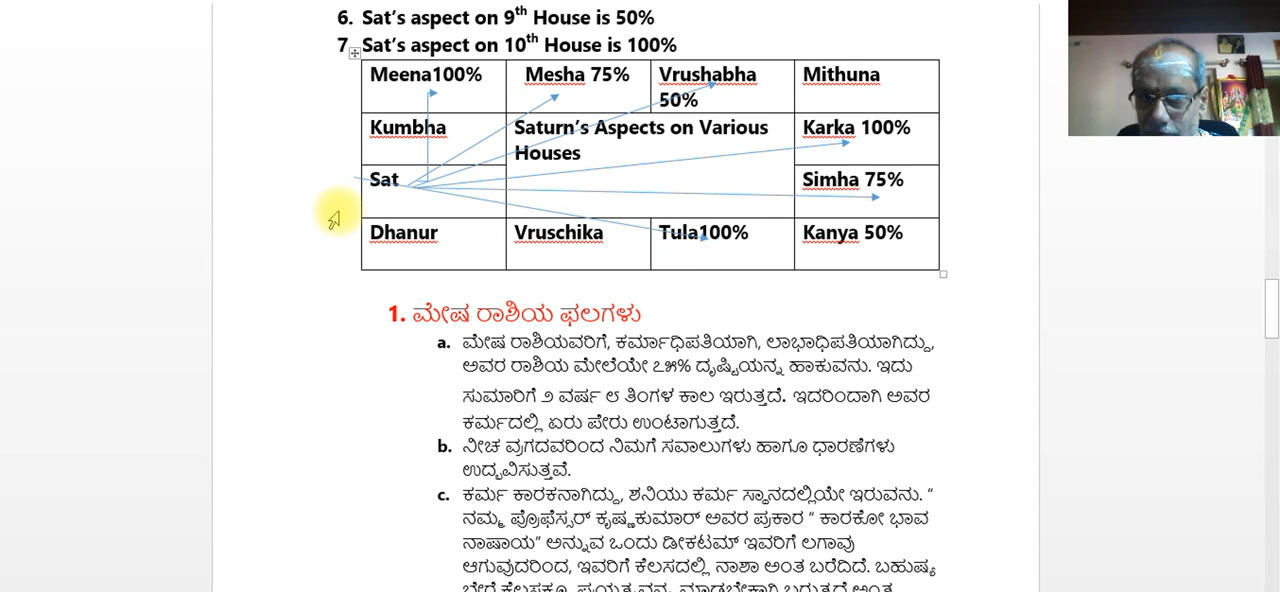 6. Sat's aspect on 9th House is 50%
7. Sat's aspect on 10th House is 100%
Meena100% Mesha 75% Vrushabha 50% Mithuna
Kumbha Saturn's Aspects on Various Houses Karka 100%
Sat Simha 75%
Dhanur Vruschika Tula100% Kanya 50%
1. ಮೇಷ ರಾಶಿಯ ಫಲಗಳು
a. ಮೇಷ ರಾಶಿಯವರಿಗೆ, ಕರ್ಮಾಧಿಪತಿಯಾಗಿ, ಲಾಭಾಧಿಪತಿಯಾಗಿದ್ದು,
ಅವರ ರಾಶಿಯ ಮೇಲೆಯೇ ೭೫% ದೃಷ್ಟಿಯನ್ನ ಹಾಕುವನು. ಇದು
ಸುಮಾರಿಗೆ ೨ ವರ್ಷ ೮ ತಿಂಗಳ ಕಾಲ ಇರುತ್ತದೆ. ಇದರಿಂದಾಗಿ ಅವರ
ಕರ್ಮದಲ್ಲಿ ಏರು ಪೇರು ಉಂಟಾಗುತ್ತದೆ.
b. ನೀಚ ವ್ರಗದವರಿಂದ ನಿಮಗೆ ಸವಾಲುಗಳು ಹಾಗೂ ಧಾರಣೆಗಳು
ಉದ್ಭವಿಸುತ್ತವೆ.
c. ಕರ್ಮ ಕಾರಕನಾಗಿದ್ದು, ಶನಿಯು ಕರ್ಮ ಸ್ಥಾನದಲ್ಲಿಯೇ ಇರುವನು. “
ನಮ್ಮ ಪ್ರೊಫೆಸ್ಸರ್ ಕೃಷ್ಣಕುಮಾರ್ ಅವರ ಪ್ರಕಾರ “ ಕಾರಕೋ ಭಾವ
ನಾಷಾಯ” ಅನ್ನುವ ಒಂದು ಡೀಕಟಮ್ ಇವರಿಗೆ ಲಗಾವು
ಆಗುವುದರಿಂದ, ಇವರಿಗೆ ಕೆಲಸದಲ್ಲಿ ನಾಶಾ ಅಂತ ಬರೆದಿದೆ. ಬಹುಷ್ಯ